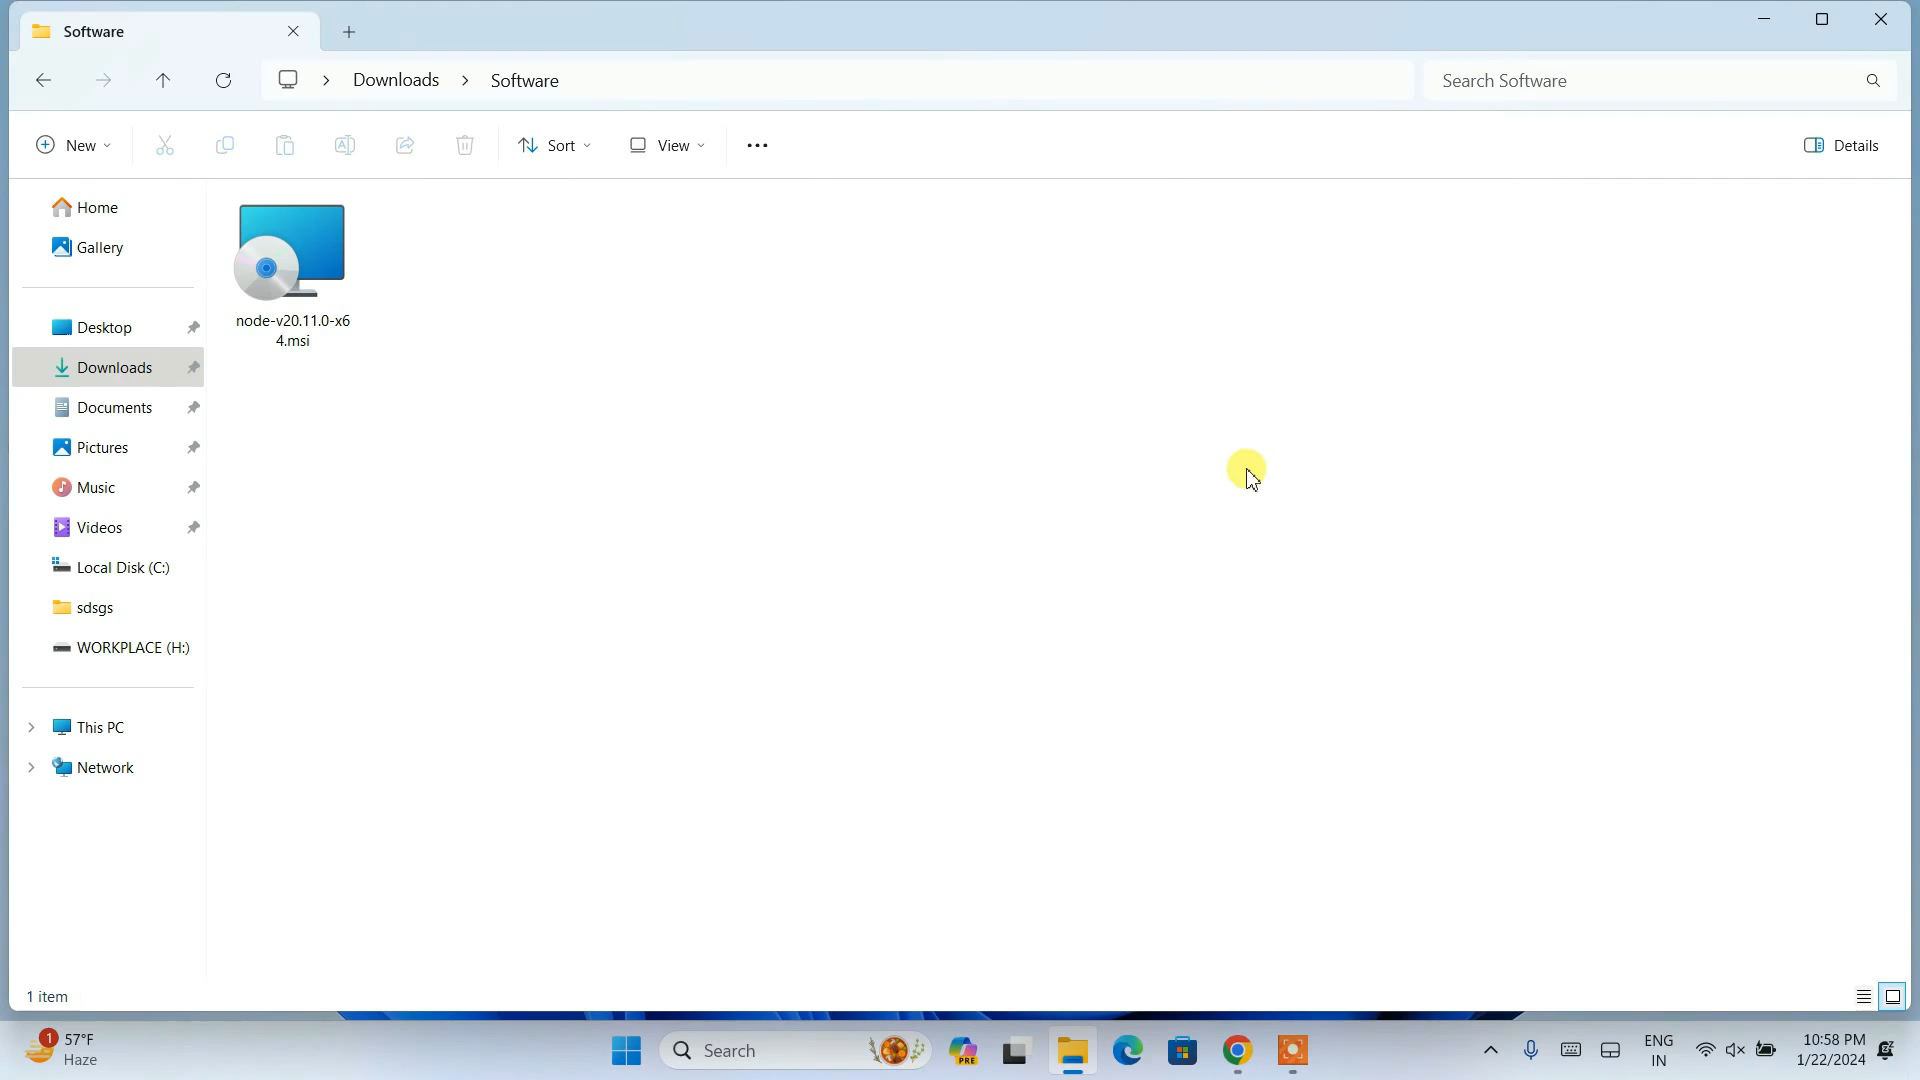 Software
Downloads
Software
Search Software
New
Sort
View
Details
Home
Gallery
Desktop
Downloads
Documents
Pictures
Music
Videos
Local Disk (C:)
sdsgs
WORKPLACE (H:)
This PC
Network
node-v20.11.0-x6
4.msi
1 item
1
57°F
Haze
Search
PRE
ENG
IN
10:58 PM
1/22/2024